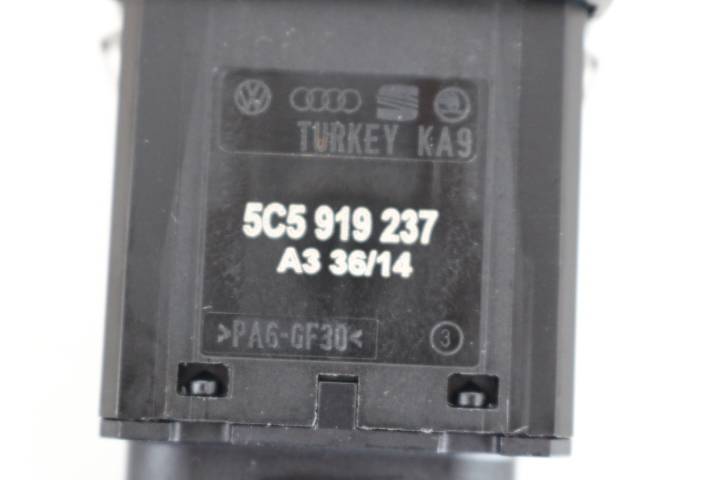 TURKEY KA9
5C5 919 237
A3 36/14
>PA6-GF30<
3